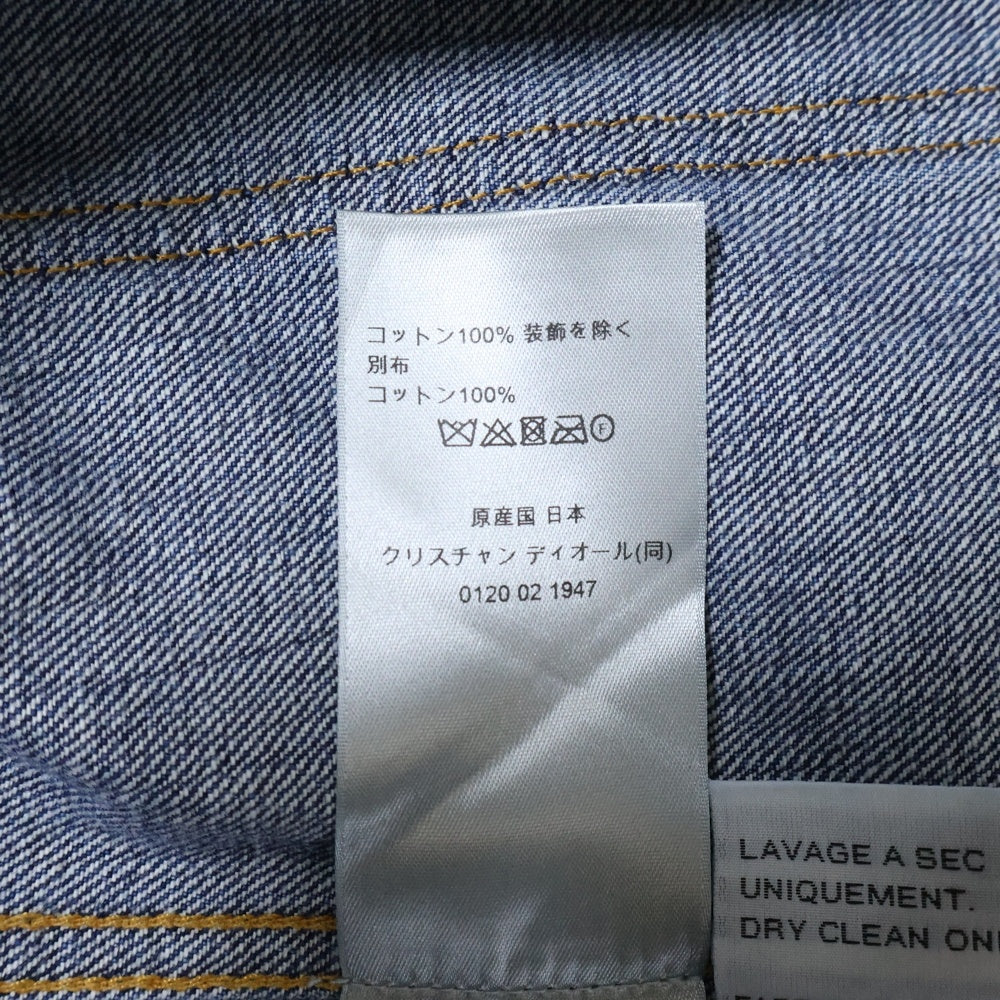 コットン100% 装飾を除く
別布
コットン100%
F
原産国 日本
クリスチャン ディオール(同)
0120 02 1947
LAVAGE A SEC
UNIQUEMENT.
DRY CLEAN